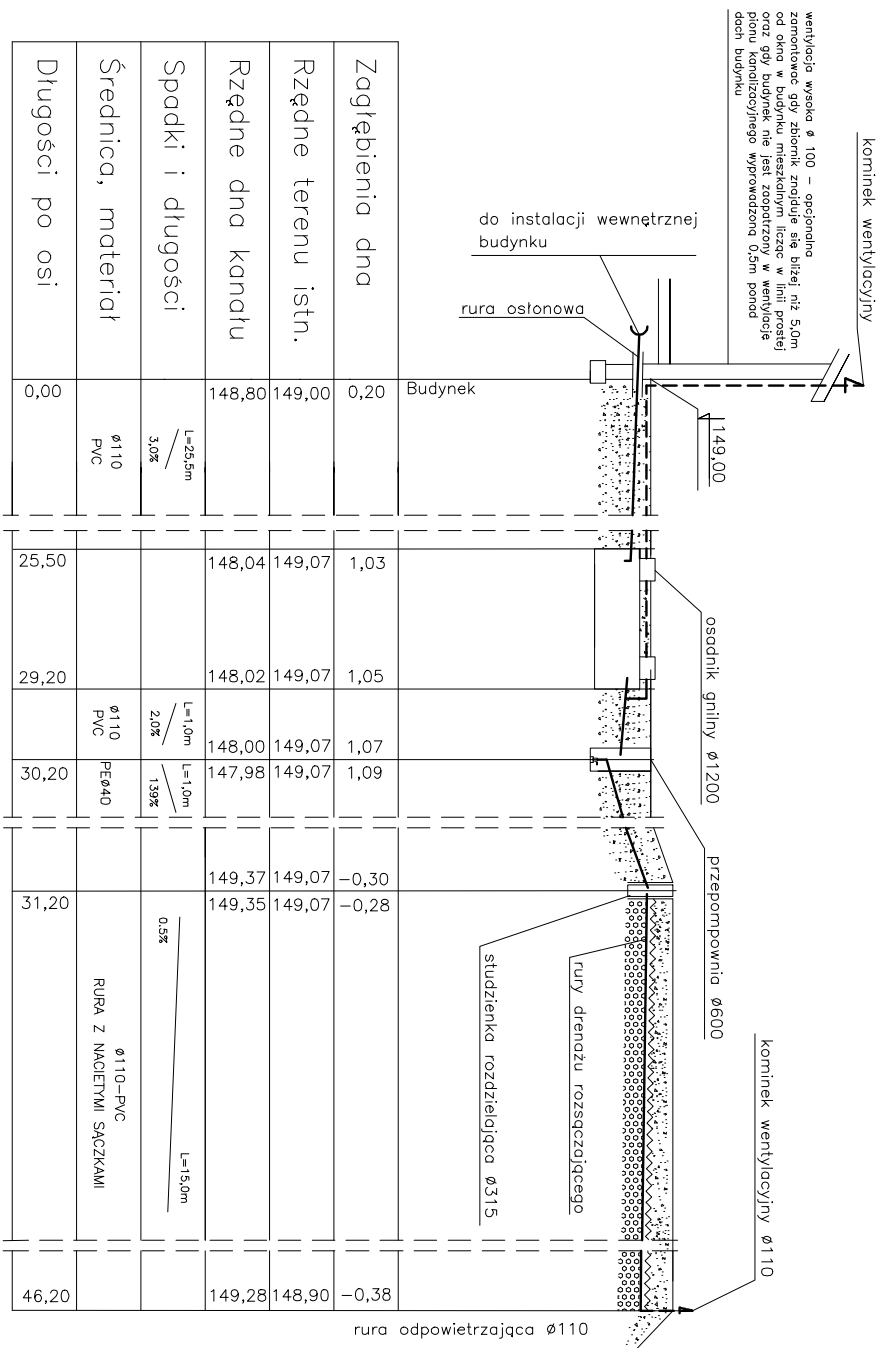 kominek wentylacyjny
wentylacja wysoka ø 100 – opcjonalna
zamontować gdy zbiornik znajduje się bliżej niż 5,0m
od okna w budynku mieszkalnym licząc w linii prostej
oraz gdy budynek nie jest zaopatrzony w wentylację
pionu kanalizacyjnego wyprowadzoną 0,5m ponad
dach budynku
do instalacji wewnętrznej
budynku
rura osłonowa
149,00
osadnik gnilny ø1200
przepompownia ø600
studzienka rozdzielająca ø315
rury drenażu rozsączającego
kominek wentylacyjny ø110
rura odpowietrzająca ø110
Budynek
Zagłębienia dna
0,20
1,03
1,05
1,07
1,09
–0,30
–0,28
–0,38
Rzędne terenu istn.
149,00
149,07
149,07
149,07
149,07
149,07
149,07
148,90
Rzędne dna kanału
148,80
148,04
148,02
148,00
147,98
149,37
149,35
149,28
Spadki i długości
L=25,5m
3,0%
L=1,0m
2,0%
L=1,0m
139%
0.5%
L=15,0m
Średnica, materiał
ø110
PVC
ø110
PVC
PEø40
ø110–PVC
RURA Z NACIETYMI SĄCZKAMI
Długości po osi
0,00
25,50
29,20
30,20
31,20
46,20